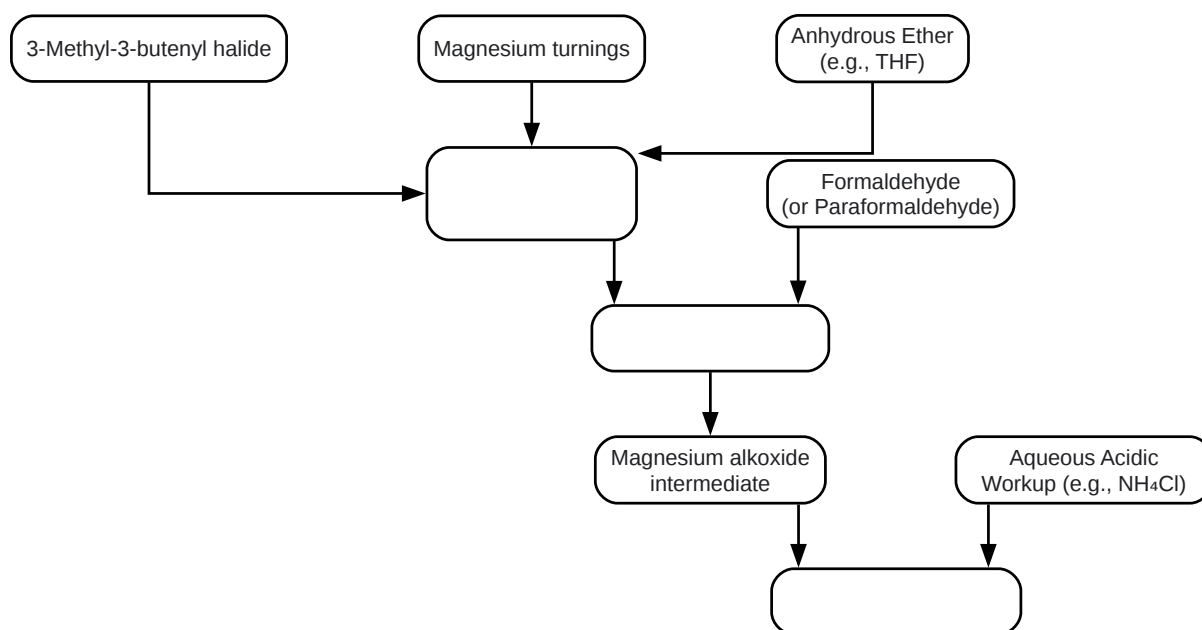 3-Methyl-3-butenyl halide
Magnesium turnings
Anhydrous Ether
(e.g., THF)
Formaldehyde
(or Paraformaldehyde)
Magnesium alkoxide
intermediate
Aqueous Acidic
Workup (e.g., NH₄Cl)